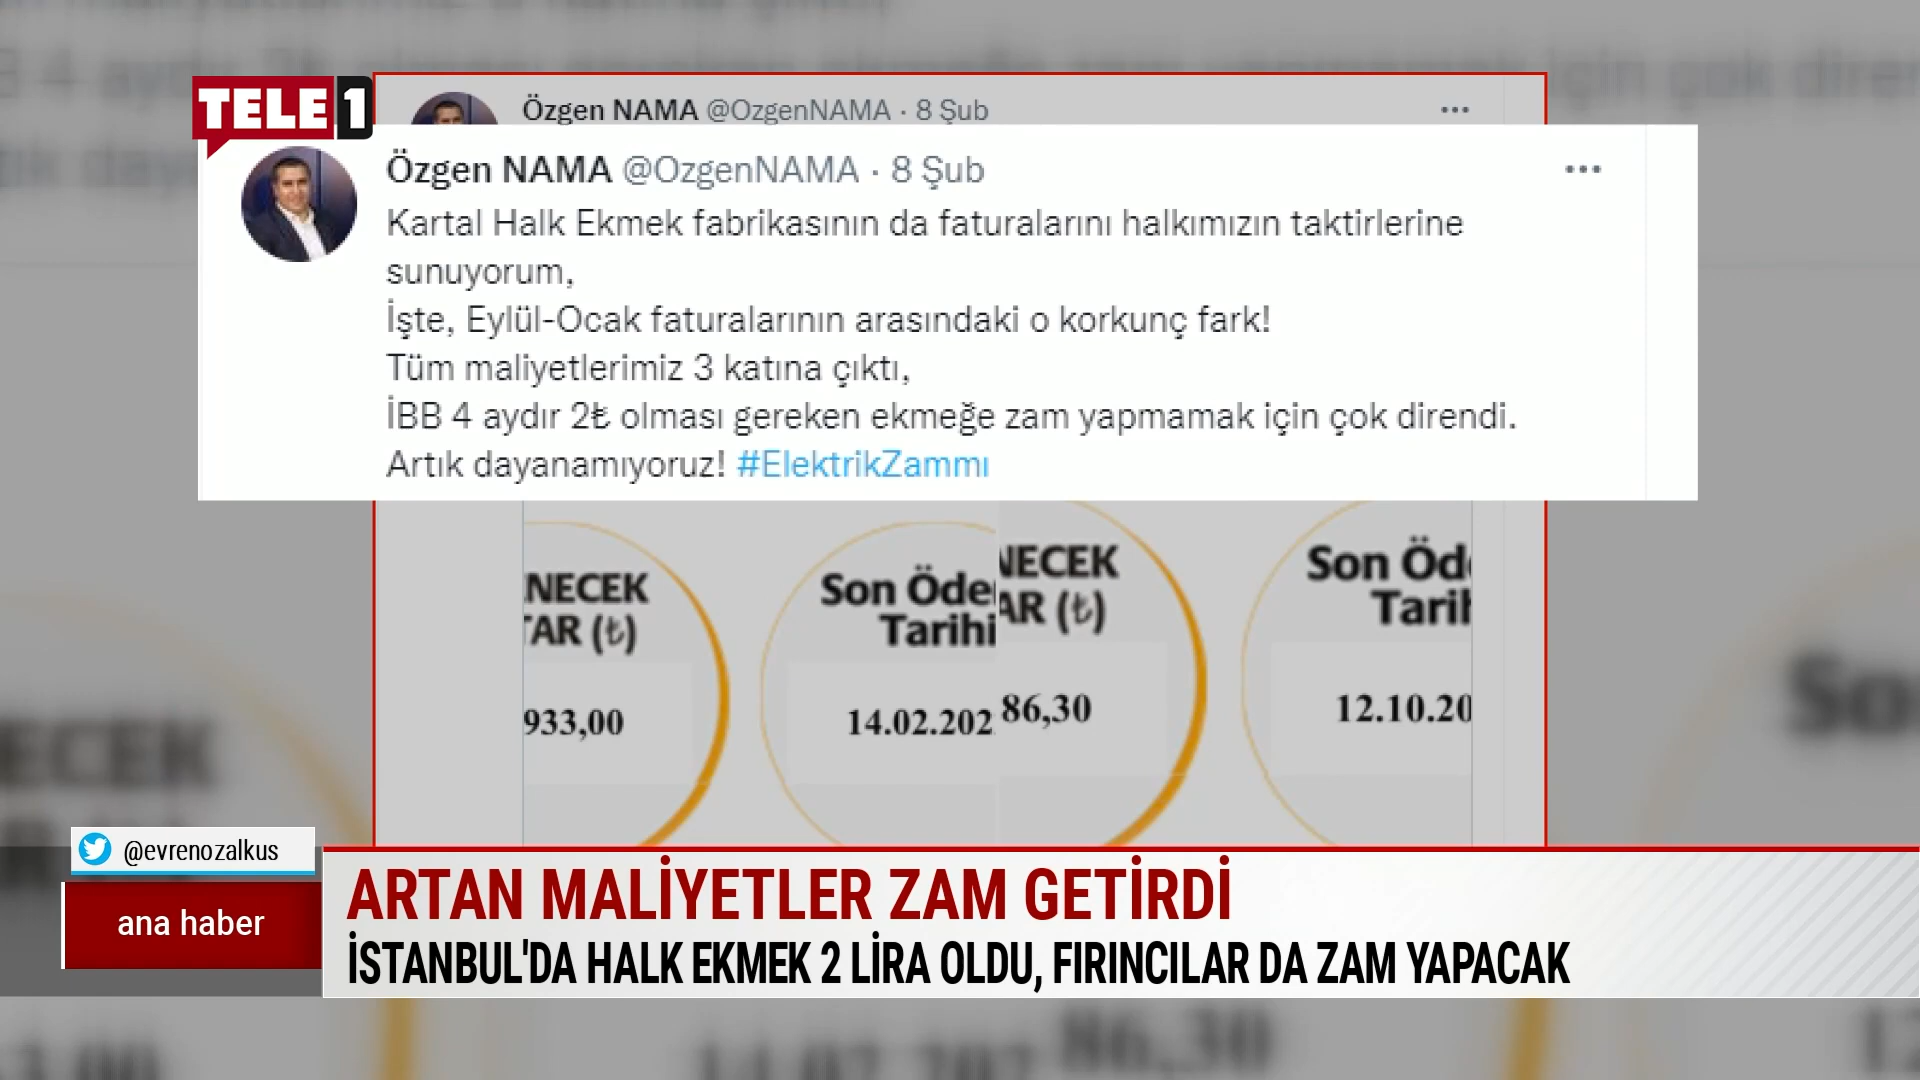 TELE 1
Özgen NAMA @OzgenNAMA · 8 Şub
Özgen NAMA @OzgenNAMA · 8 Şub
Kartal Halk Ekmek fabrikasının da faturalarını halkımızın taktirlerine
sunuyorum,
İşte, Eylül-Ocak faturalarının arasındaki o korkunç fark!
Tüm maliyetlerimiz 3 katına çıktı,
İBB 4 aydır 2₺ olması gereken ekmeğe zam yapmamak için çok direndi.
Artık dayanamıyoruz! #ElektrikZammı
NECEK
TAR (₺)
933,00
Son Öde
Tarihi
14.02.202
NECEK
AR (₺)
86,30
Son Öd
Tarih
12.10.20
@evrenozalkus
ana haber
ARTAN MALİYETLER ZAM GETİRDİ
İSTANBUL'DA HALK EKMEK 2 LİRA OLDU, FIRINCILAR DA ZAM YAPACAK